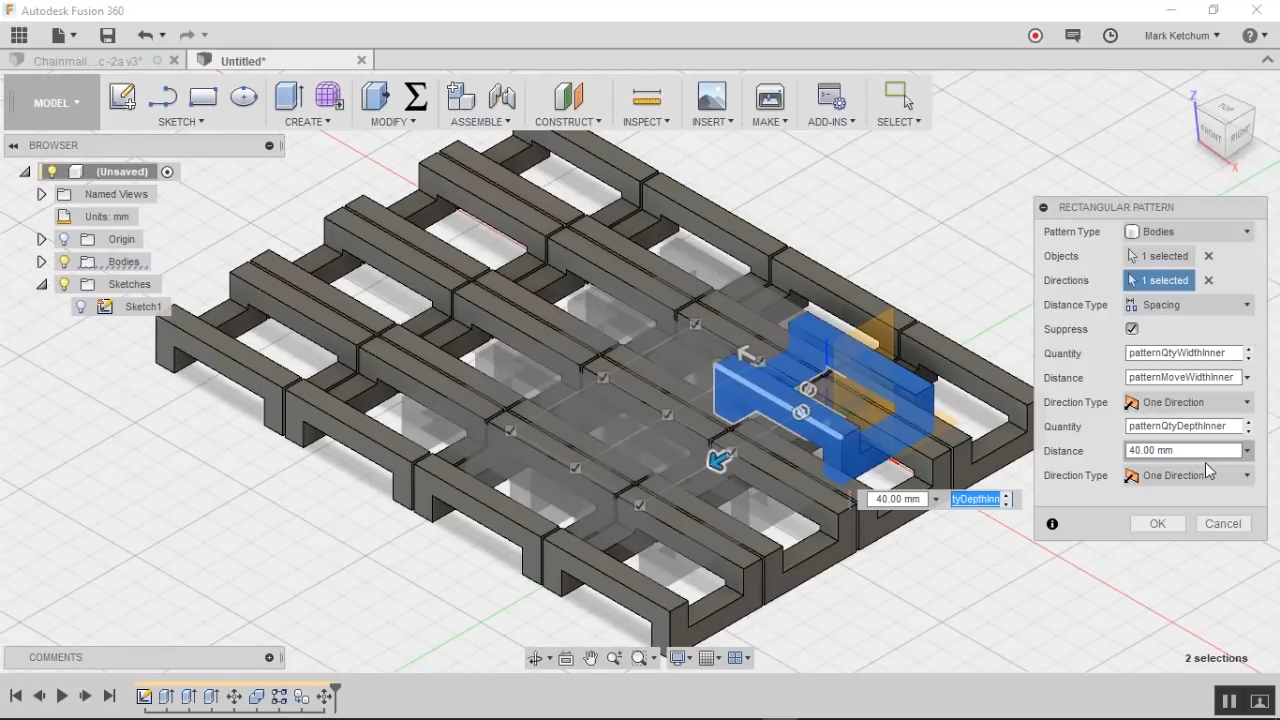 Autodesk Fusion 360
Mark Ketchum
Chainmail...c-2a v3*
Untitled*
MODEL
SKETCH
CREATE
MODIFY
ASSEMBLE
CONSTRUCT
INSPECT
INSERT
MAKE
ADD-INS
SELECT
BROWSER
(Unsaved)
Named Views
Units: mm
Origin
Bodies
Sketches
Sketch1
Z
TOP
FRONT
RIGHT
X
RECTANGULAR PATTERN
Pattern Type
Bodies
Objects
1 selected
Directions
1 selected
Distance Type
Spacing
Suppress
Quantity
patternQtyWidthInner
Distance
patternMoveWidthInner
Direction Type
One Direction
Quantity
patternQtyDepthInner
Distance
40.00 mm
Direction Type
One Direction
OK
Cancel
40.00 mm
tyDepthInn
COMMENTS
2 selections